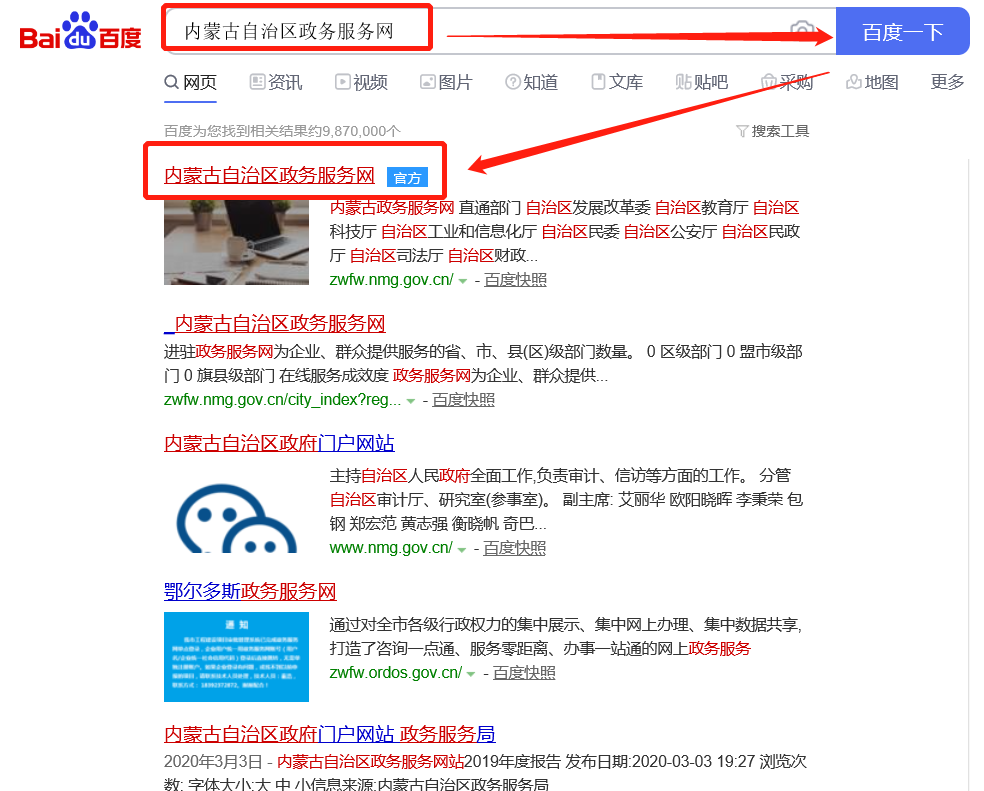 Bai du 百度
内蒙古自治区政务服务网
百度一下
网页 资讯 视频 图片 知道 文库 贴吧 采购 地图 更多
百度为您找到相关结果约9,870,000个
搜索工具
内蒙古自治区政务服务网 官方
内蒙古政务服务网 直通部门 自治区发展改革委 自治区教育厅 自治区
科技厅 自治区工业和信息化厅 自治区民委 自治区公安厅 自治区民政
厅 自治区司法厅 自治区财政...
zwfw.nmg.gov.cn/ - 百度快照
_内蒙古自治区政务服务网
进驻政务服务网为企业、群众提供服务的省、市、县(区)级部门数量。 0 区级部门 0 盟市级部
门 0 旗县级部门 在线服务成效度 政务服务网为企业、群众提供...
zwfw.nmg.gov.cn/city_index?reg... - 百度快照
内蒙古自治区政府门户网站
主持自治区人民政府全面工作,负责审计、信访等方面的工作。 分管
自治区审计厅、研究室(参事室)。 副主席: 艾丽华 欧阳晓晖 李秉荣 包
钢 郑宏范 黄志强 衡晓帆 奇巴...
www.nmg.gov.cn/ - 百度快照
鄂尔多斯政务服务网
通知
通过对全市各级行政权力的集中展示、集中网上办理、集中数据共享,
打造了咨询一点通、服务零距离、办事一站通的网上政务服务
zwfw.ordos.gov.cn/ - 百度快照
内蒙古自治区政府门户网站 政务服务局
2020年3月3日 - 内蒙古自治区政务服务网站2019年度报告 发布日期:2020-03-03 19:27 浏览次
数: 字体大小:大 中 小信息来源:内蒙古自治区政务服务局